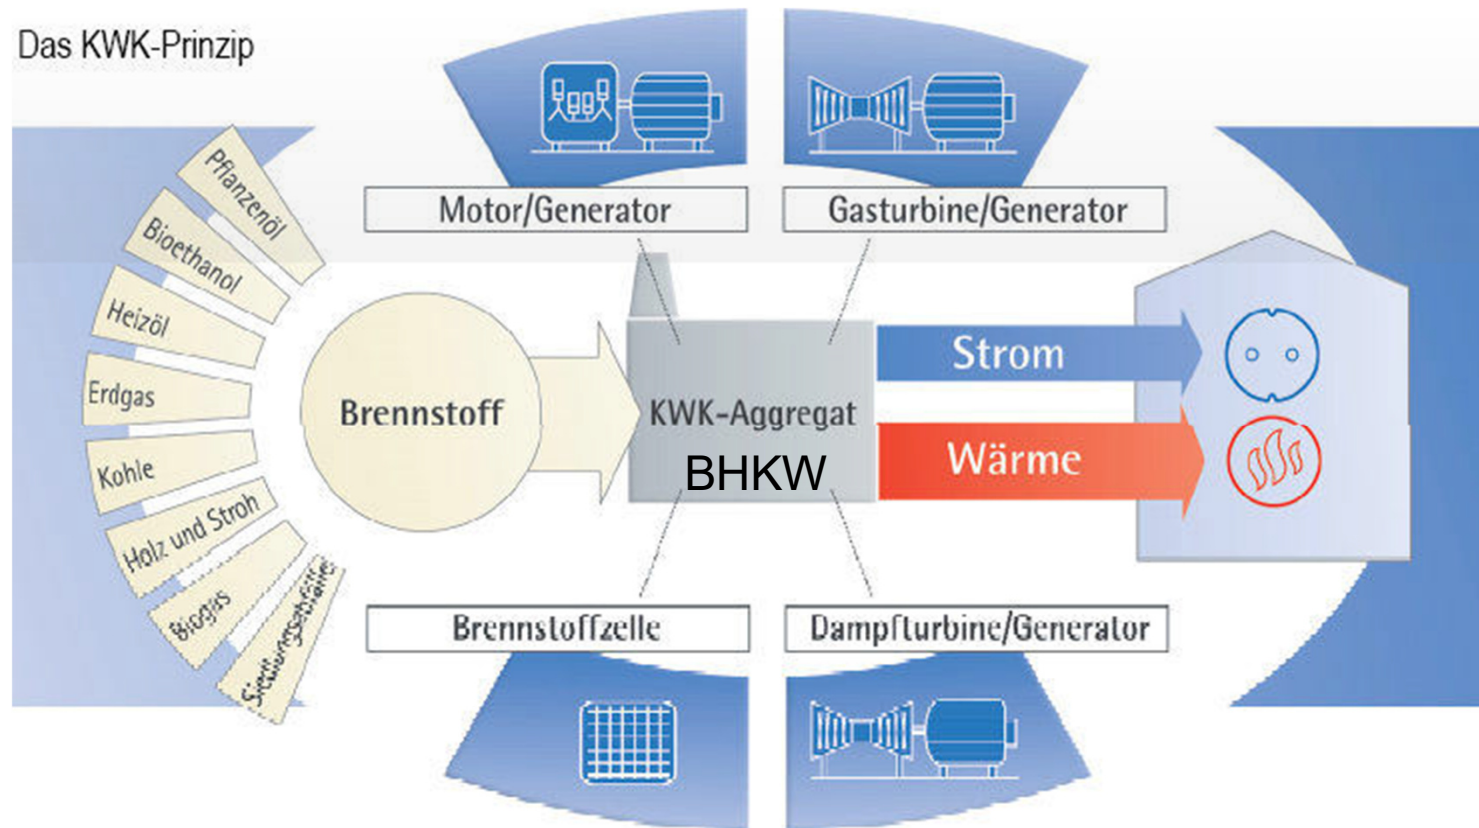 Das KWK-Prinzip
Motor/Generator
Gasturbine/Generator
Pflanzenöl
Bioethanol
Heizöl
Erdgas
Kohle
Holz und Stroh
Biogas
Brennstoff
KWK-Aggregat
BHKW
Strom
Wärme
Brennstoffzelle
Dampfturbine/Generator